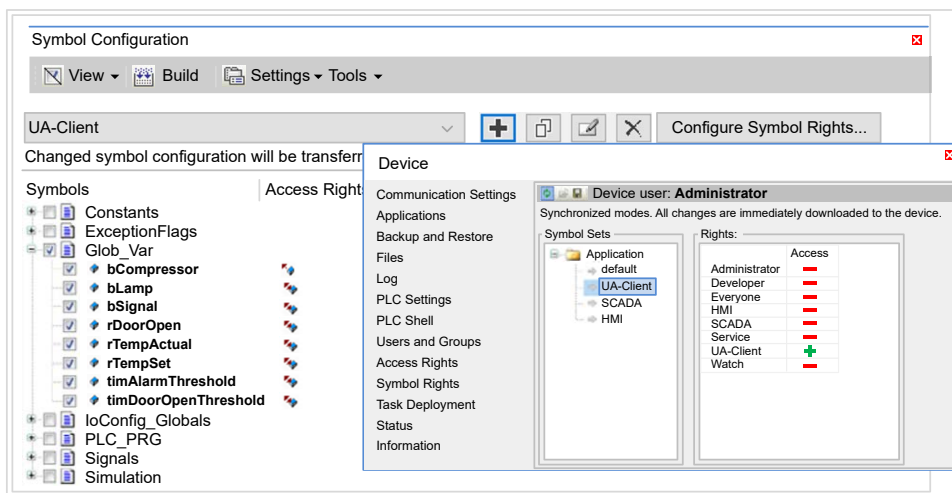 Symbol Configuration
View Build Settings Tools
UA-Client Configure Symbol Rights...
Changed symbol configuration will be transferr
Symbols Access Right
Constants
ExceptionFlags
Glob_Var
bCompressor
bLamp
bSignal
rDoorOpen
rTempActual
rTempSet
timAlarmThreshold
timDoorOpenThreshold
IoConfig_Globals
PLC_PRG
Signals
Simulation
Device
Communication Settings
Applications
Backup and Restore
Files
Log
PLC Settings
PLC Shell
Users and Groups
Access Rights
Symbol Rights
Task Deployment
Status
Information
Device user: Administrator
Synchronized modes. All changes are immediately downloaded to the device.
Symbol Sets
Application
default
UA-Client
SCADA
HMI
Rights:
Access
Administrator
Developer
Everyone
HMI
SCADA
Service
UA-Client
Watch